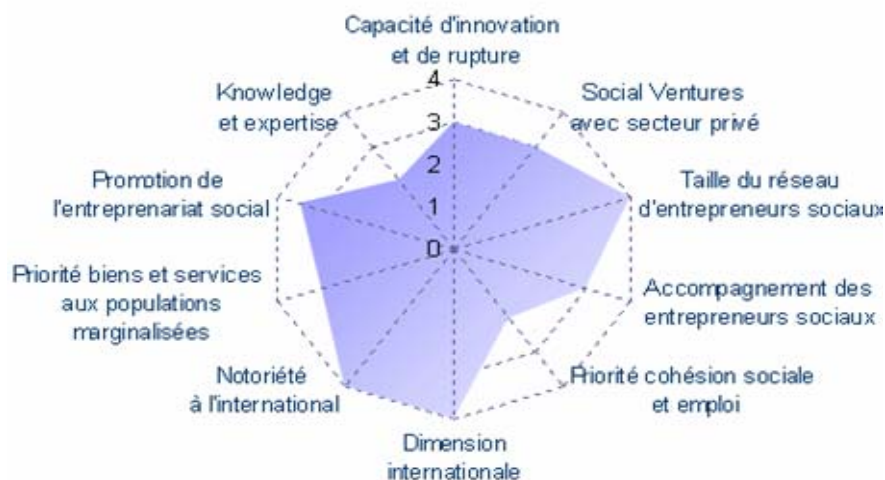 Capacité d'innovation
et de rupture
Social Ventures
avec secteur privé
Taille du réseau
d'entrepreneurs sociaux
Accompagnement des
entrepreneurs sociaux
Priorité cohésion sociale
et emploi
Dimension
internationale
Notoriété
à l'international
Priorité biens et services
aux populations
marginalisées
Promotion de
l'entreprenariat social
Knowledge
et expertise
4
3
2
1
0